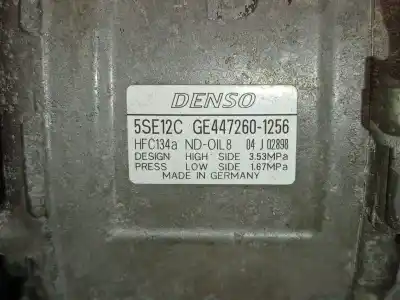 DENSO
5SE12C GE447260-1256
HFC134a ND-OIL8 04 J 02898
DESIGN HIGH SIDE 3.53MPa
PRESS LOW SIDE 1.67MPa
MADE IN GERMANY